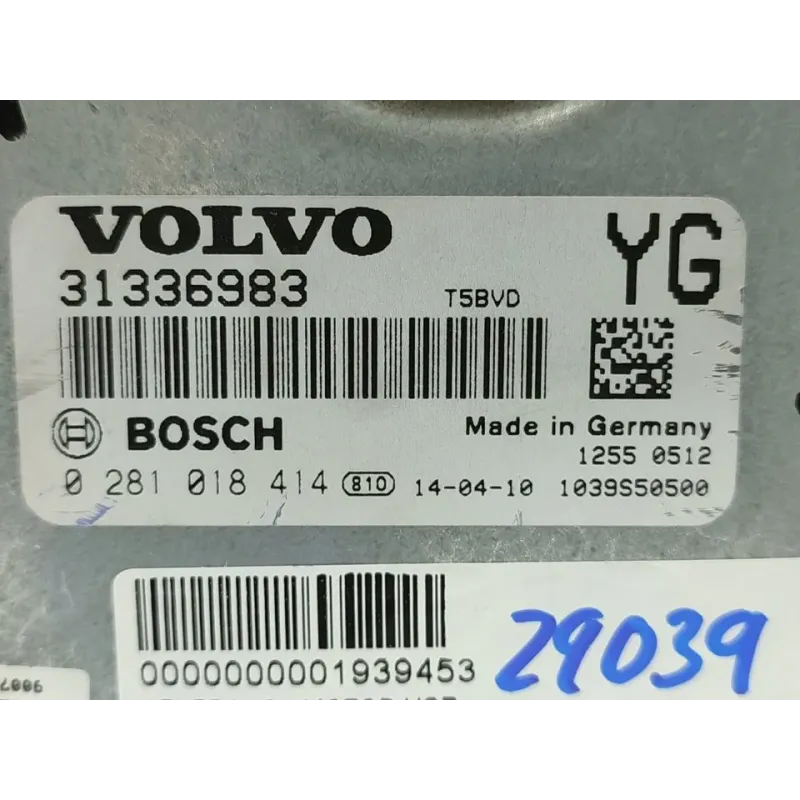 VOLVO
YG
31336983
T5BVD
BOSCH
Made in Germany
1255 0512
0 281 018 414 810 14-04-10 1039S50500
00000000001939453
29039